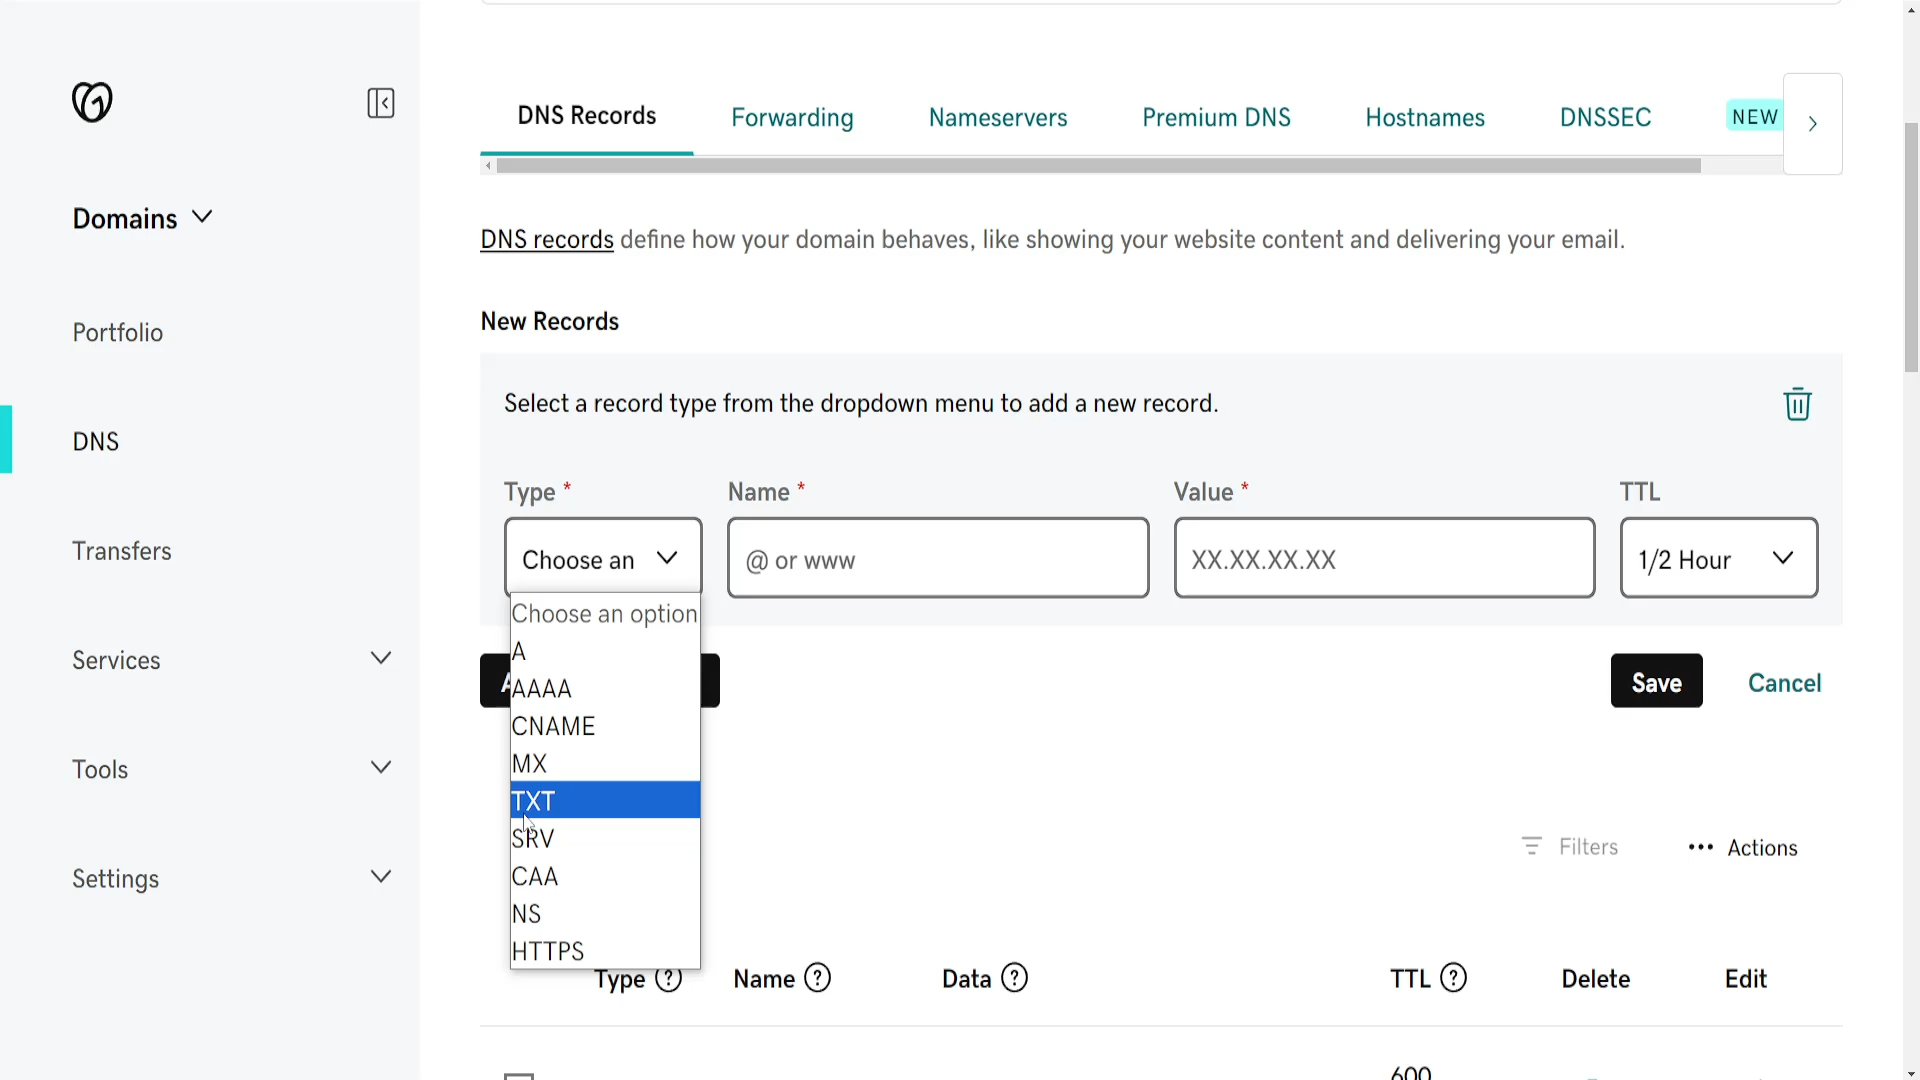 Domains
Portfolio
DNS
Transfers
Services
Tools
Settings
DNS Records
Forwarding
Nameservers
Premium DNS
Hostnames
DNSSEC
NEW
DNS records define how your domain behaves, like showing your website content and delivering your email.
New Records
Select a record type from the dropdown menu to add a new record.
Type *
Name *
Value *
TTL
Choose an
@ or www
XX.XX.XX.XX
1/2 Hour
Choose an option
A
AAAA
CNAME
MX
TXT
SRV
CAA
NS
HTTPS
Save
Cancel
Filters
Actions
Type
Name
Data
TTL
Delete
Edit
600